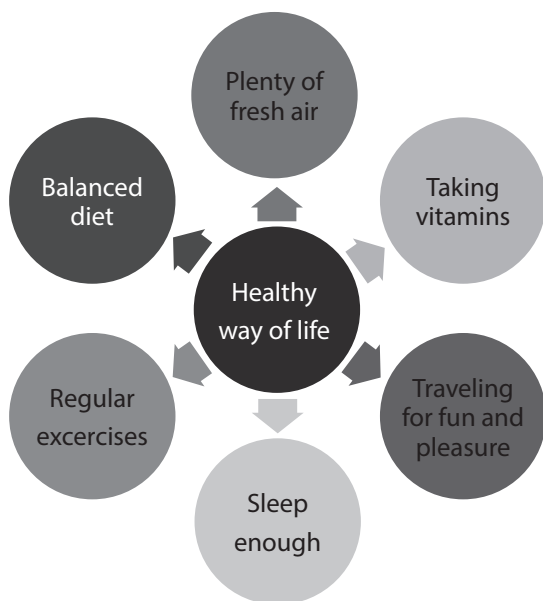 Plenty of
fresh air
Balanced
diet
Taking
vitamins
Healthy
way of life
Regular
excercises
Traveling
for fun and
pleasure
Sleep
enough